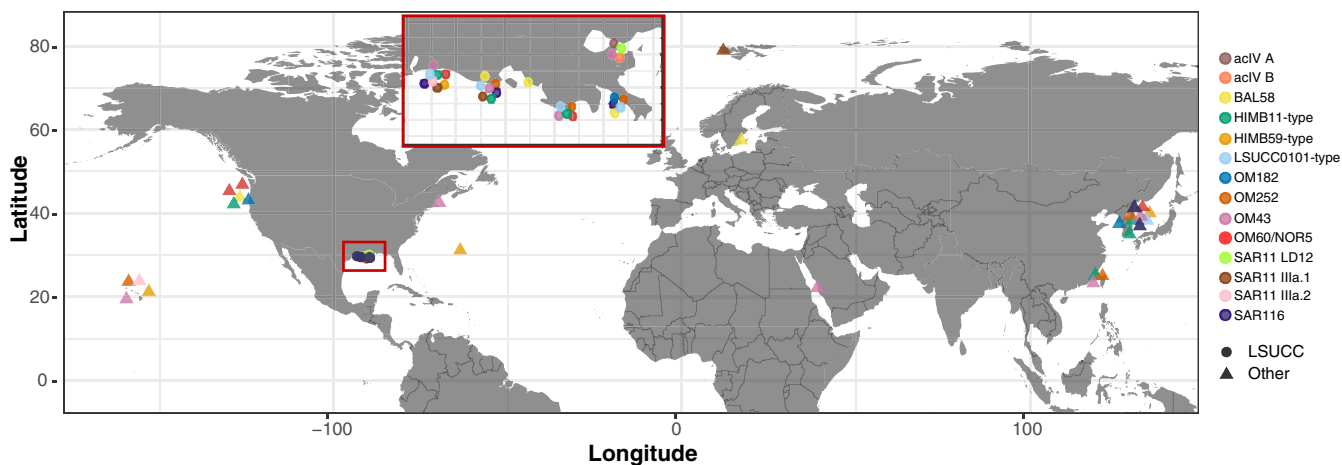 80
60
40
20
0
Latitude
−100
0
100
Longitude
acIV A
acIV B
BAL58
HIMB11-type
HIMB59-type
LSUCC0101-type
OM182
OM252
OM43
OM60/NOR5
SAR11 LD12
SAR11 IIIa.1
SAR11 IIIa.2
SAR116
LSUCC
Other